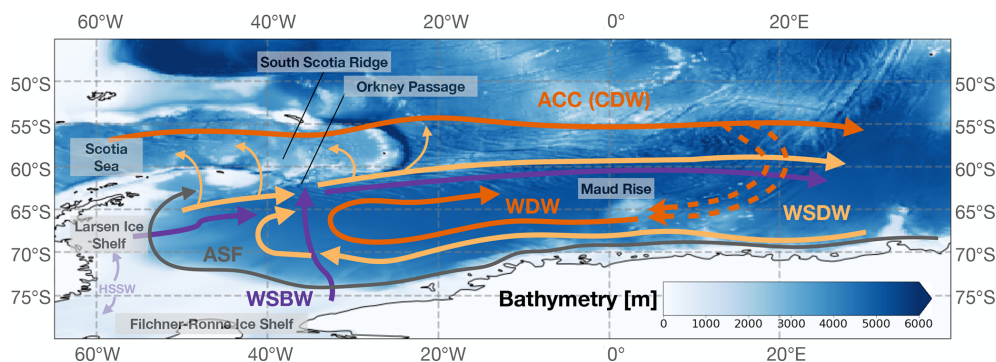 60°W 40°W 20°W 0° 20°E
South Scotia Ridge
50°S 50°S
Orkney Passage
ACC (CDW)
55°S 55°S
Scotia
Sea
60°S 60°S
Maud Rise
WDW
WSDW
65°S 65°S
Larsen Ice
Shelf
ASF
70°S 70°S
HSSW
WSBW
Bathymetry [m]
75°S 75°S
0 1000 2000 3000 4000 5000 6000
Filchner-Ronne Ice Shelf
60°W 40°W 20°W 0° 20°E